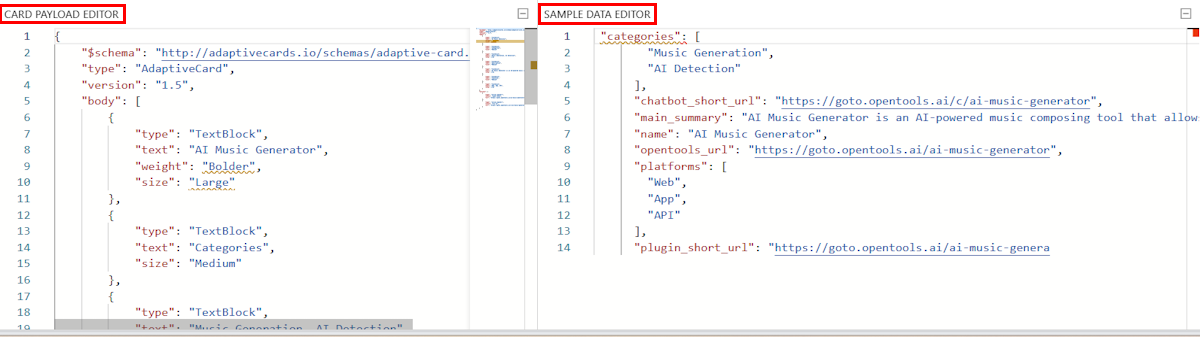 CARD PAYLOAD EDITOR
1 {
2 "$schema": "http://adaptivecards.io/schemas/adaptive-card.
3 "type": "AdaptiveCard",
4 "version": "1.5",
5 "body": [
6 {
7 "type": "TextBlock",
8 "text": "AI Music Generator",
9 "weight": "Bolder",
10 "size": "Large"
11 },
12 {
13 "type": "TextBlock",
14 "text": "Categories",
15 "size": "Medium"
16 },
17 {
18 "type": "TextBlock",
19 "text": "Music Generation, AI Detection"
SAMPLE DATA EDITOR
1 "categories": [
2 "Music Generation",
3 "AI Detection"
4 ],
5 "chatbot_short_url": "https://goto.opentools.ai/c/ai-music-generator",
6 "main_summary": "AI Music Generator is an AI-powered music composing tool that allows
7 "name": "AI Music Generator",
8 "opentools_url": "https://goto.opentools.ai/ai-music-generator",
9 "platforms": [
10 "Web",
11 "App",
12 "API"
13 ],
14 "plugin_short_url": "https://goto.opentools.ai/ai-music-genera